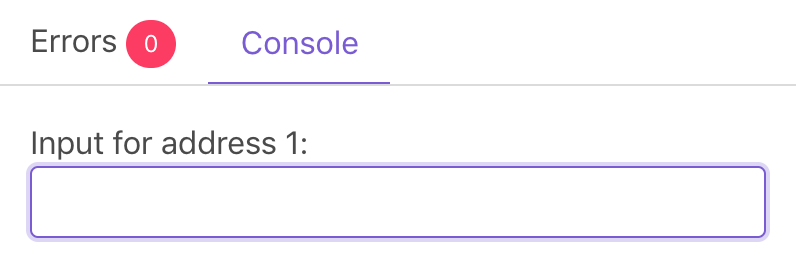 Errors 0 Console
Input for address 1: